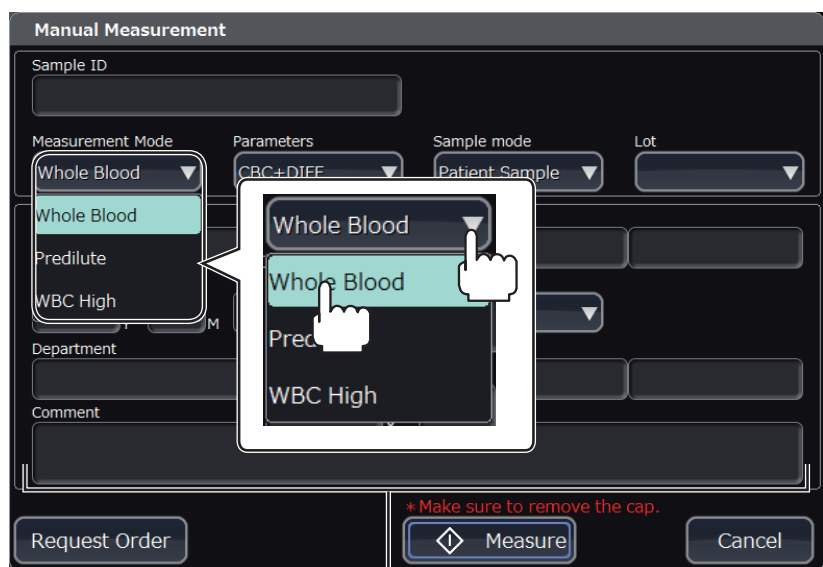 Manual Measurement
Sample ID
Measurement Mode Parameters Sample mode Lot
Whole Blood CBC+DIFF Patient Sample
Whole Blood
Predilute
WBC High
M
Department
Comment
Whole Blood
Whole Blood
Pred
WBC High
*Make sure to remove the cap.
Request Order Measure Cancel